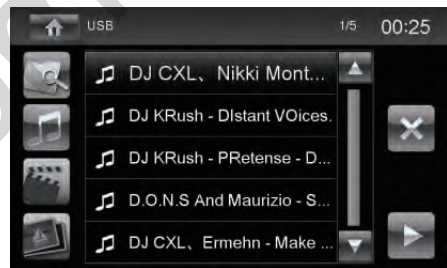 USB 1/5 00:25
DJ CXL、Nikki Mont...
DJ KRush - DIstant VOices.
DJ KRush - PRetense - D...
D.O.N.S And Maurizio - S...
DJ CXL、Ermehn - Make ...